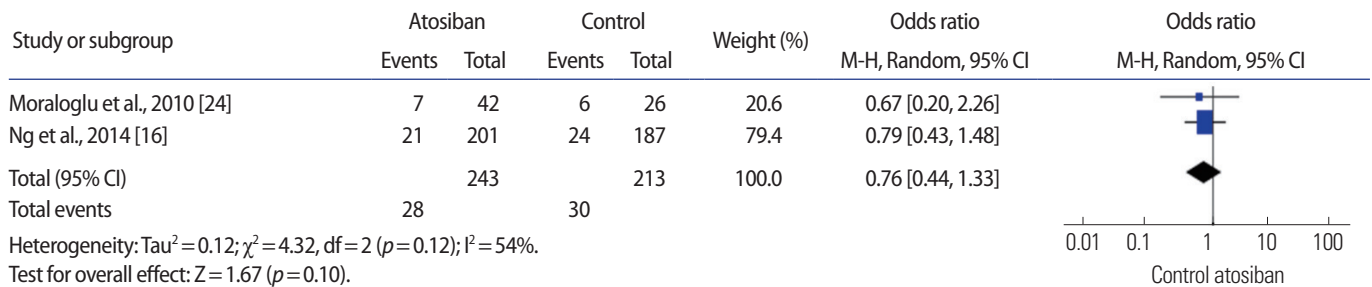 Study or subgroup Atosiban Control Weight (%) Odds ratio Odds ratio
Events Total Events Total M-H, Random, 95% CI M-H, Random, 95% CI
Moraloglu et al., 2010 [24] 7 42 6 26 20.6 0.67 [0.20, 2.26]
Ng et al., 2014 [16] 21 201 24 187 79.4 0.79 [0.43, 1.48]
Total (95% CI) 243 213 100.0 0.76 [0.44, 1.33]
Total events 28 30
Heterogeneity: Tau²=0.12; χ²=4.32, df=2 (p=0.12); I²=54%.
Test for overall effect: Z=1.67 (p=0.10).
0.01 0.1 1 10 100
Control atosiban